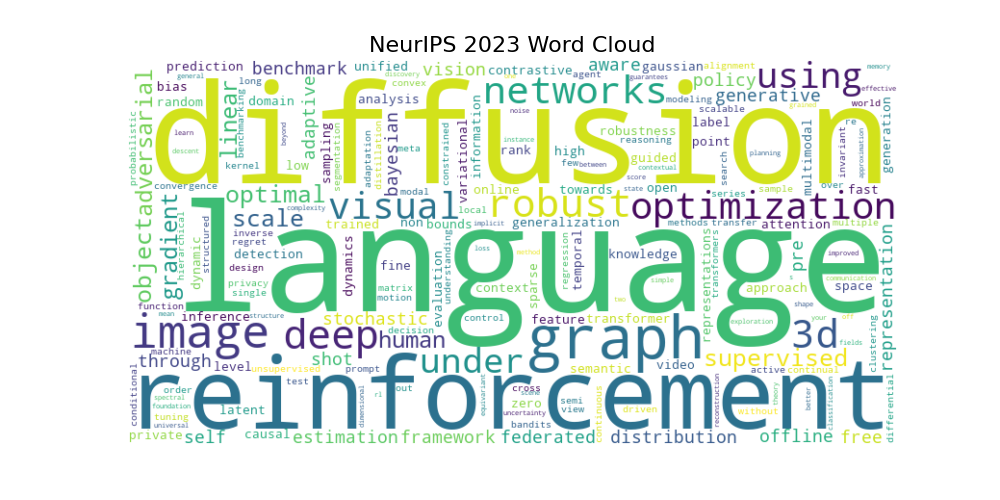 NeurIPS 2023 Word Cloud
prediction
benchmark
unified
vision
contrastive
aware
gaussian
alignment
policy
using
memory
general
long
discovery
agent
guarantees
effective
bias
random
domain
linear
adaptive
analysis
networks
modeling
generative
scalable
world
diffusion
adversarial
object
probabilistic
benchmarking
learn
beyond
descent
kernel
low
sampling
segmentation
adaptation
distillation
bayesian
meta
convex
constrained
variational
information
noise
instance
rank
high
few
between
robustness
reasoning
guided
contextual
label
point
search
planning
multimodal
invariant
re
approximation
generation
convergence
modal
score
state
open
towards
online
series
sample
over
fast
optimal
visual
robust
optimization
complexity
local
non
bounds
implicit
generalization
methods
transfer
attention
multiple
trained
scale
gradient
hierarchical
dynamic
structured
inverse
regret
detection
design
privacy
single
language
dynamics
fine
matrix
motion
evaluation
understanding
loss
context
method
sparse
regression
temporal
knowledge
simple
two
representations
transformers
approach
pre
s
shape
space
improved
communication
representation
function
mean
inference
structure
stochastic
decision
control
feature
transformer
exploration
your
off
fields
image
deep
human
under
graph
3d
supervised
clustering
machine
through
level
unsupervised
shot
prompt
semantic
video
active
continual
conditional
reinforcement
test
out
cross
zero
order
spectral
foundation
tuning
universal
latent
dimensional
rl
equivariant
uncertainty
scene
semi
view
bandits
continuous
driven
reconstruction
without
theory
better
classification
differential
private
self
causal
estimation
framework
federated
distribution
offline
free